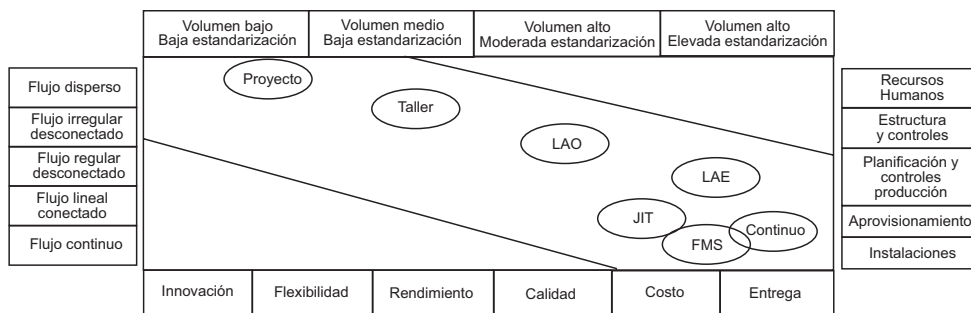 Volumen bajo
Baja estandarización
Volumen medio
Baja estandarización
Volumen alto
Moderada estandarización
Volumen alto
Elevada estandarización
Flujo disperso
Flujo irregular
desconectado
Flujo regular
desconectado
Flujo lineal
conectado
Flujo continuo
Proyecto
Taller
LAO
LAE
JIT
FMS
Continuo
Recursos
Humanos
Estructura
y controles
Planificación y
controles
producción
Aprovisionamiento
Instalaciones
Innovación
Flexibilidad
Rendimiento
Calidad
Costo
Entrega